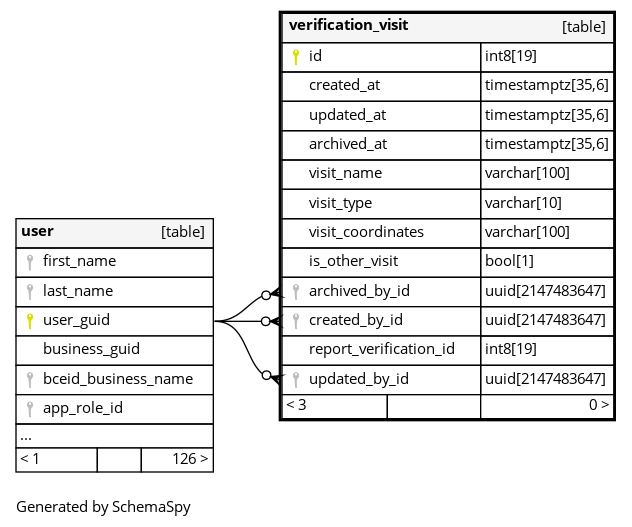 verification_visit [table]
id int8[19]
created_at timestamptz[35,6]
updated_at timestamptz[35,6]
archived_at timestamptz[35,6]
visit_name varchar[100]
visit_type varchar[10]
visit_coordinates varchar[100]
is_other_visit bool[1]
archived_by_id uuid[2147483647]
created_by_id uuid[2147483647]
report_verification_id int8[19]
updated_by_id uuid[2147483647]
< 3 0 >
user [table]
first_name
last_name
user_guid
business_guid
bceid_business_name
app_role_id
...
< 1 126 >
Generated by SchemaSpy